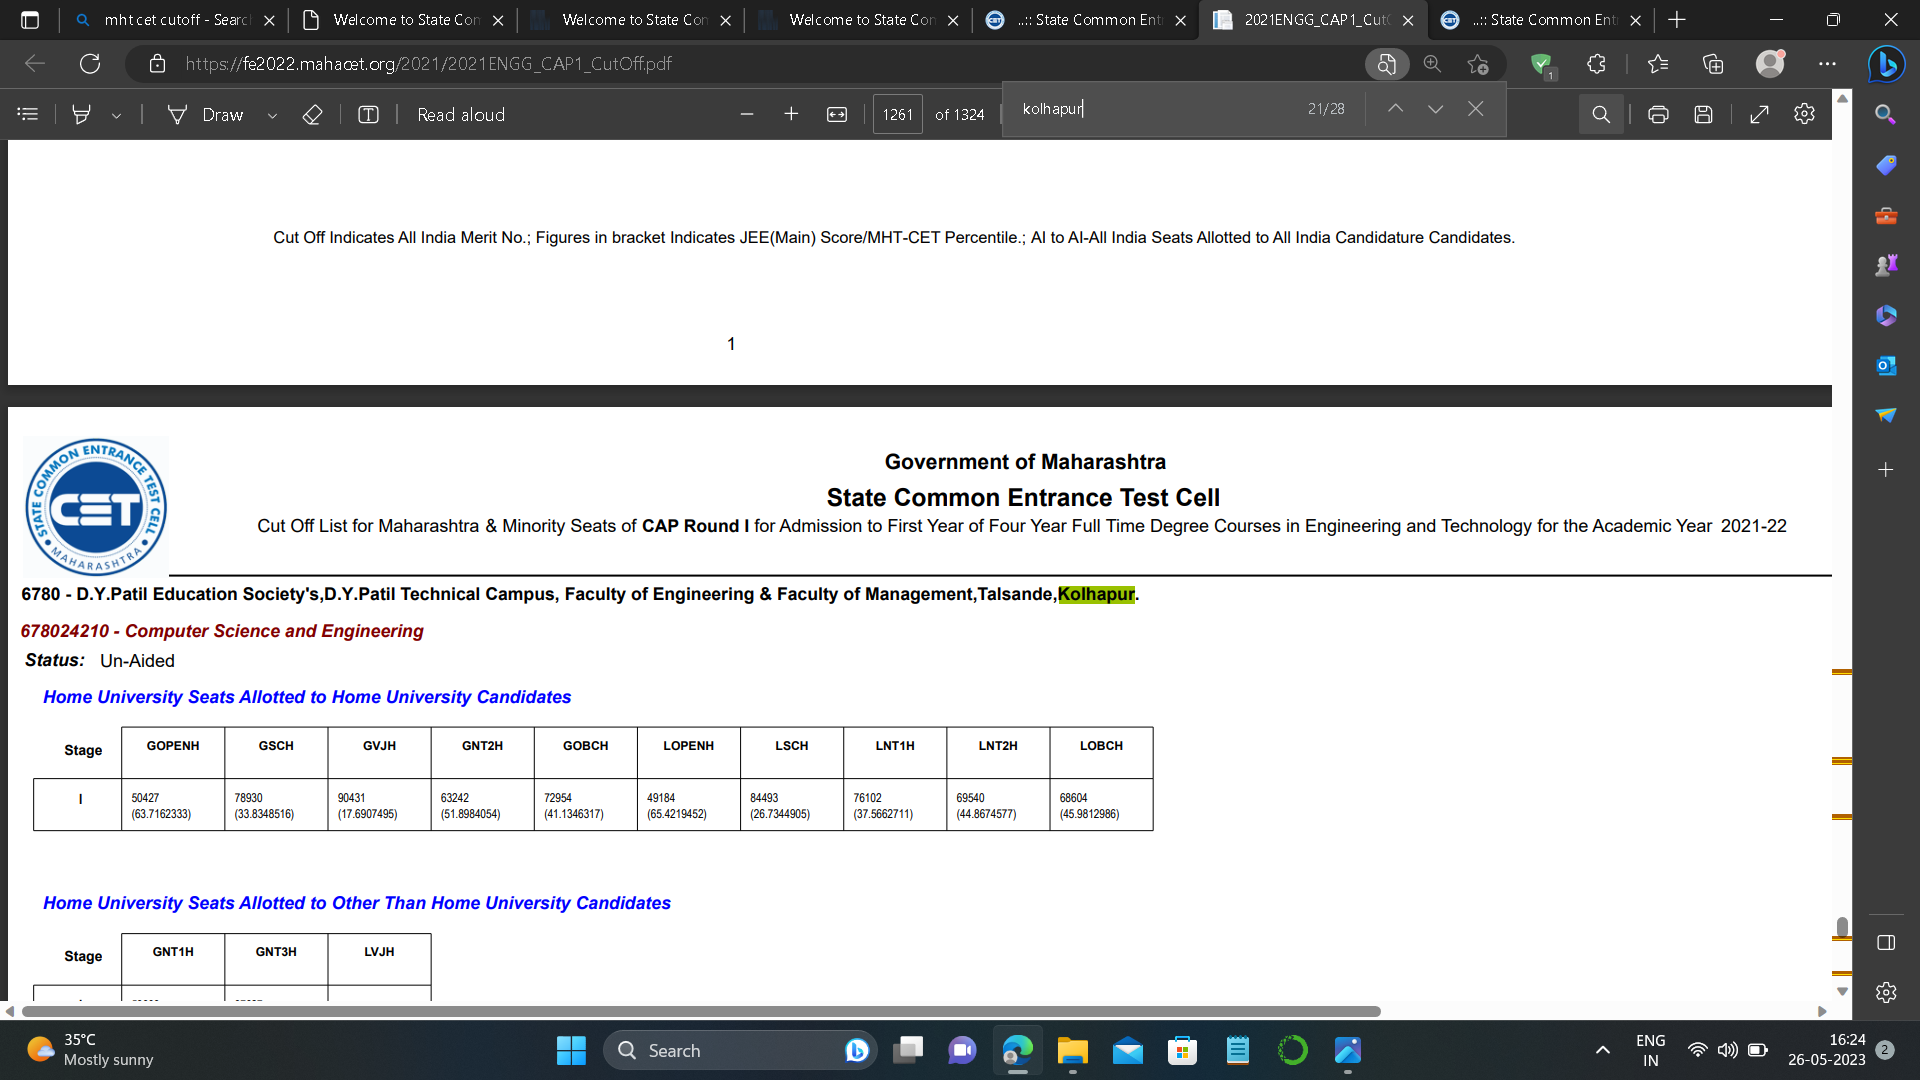 mht cet cutoff - Searc
Welcome to State Con
Welcome to State Con
Welcome to State Con
..:: State Common Ent
2021ENGG_CAP1_CutO
..:: State Common Ent
https://fe2022.mahacet.org/2021/2021ENGG_CAP1_CutOff.pdf
1
Draw
Read aloud
1261 of 1324
kolhapur 21/28
Cut Off Indicates All India Merit No.; Figures in bracket Indicates JEE(Main) Score/MHT-CET Percentile.; AI to AI-All India Seats Allotted to All India Candidature Candidates.
1
STATE COMMON ENTRANCE TEST CELL
CET
MAHARASHTRA
Government of Maharashtra
State Common Entrance Test Cell
Cut Off List for Maharashtra & Minority Seats of CAP Round I for Admission to First Year of Four Year Full Time Degree Courses in Engineering and Technology for the Academic Year 2021-22
6780 - D.Y.Patil Education Society's,D.Y.Patil Technical Campus, Faculty of Engineering & Faculty of Management,Talsande,Kolhapur.
678024210 - Computer Science and Engineering
Status: Un-Aided
Home University Seats Allotted to Home University Candidates
Stage GOPENH GSCH GVJH GNT2H GOBCH LOPENH LSCH LNT1H LNT2H LOBCH
I 50427 78930 90431 63242 72954 49184 84493 76102 69540 68604
(63.7162333) (33.8348516) (17.6907495) (51.8984054) (41.1346317) (65.4219452) (26.7344905) (37.5662711) (44.8674577) (45.9812986)
Home University Seats Allotted to Other Than Home University Candidates
Stage GNT1H GNT3H LVJH
35°C
Mostly sunny
Search
ENG
IN
16:24
26-05-2023
2